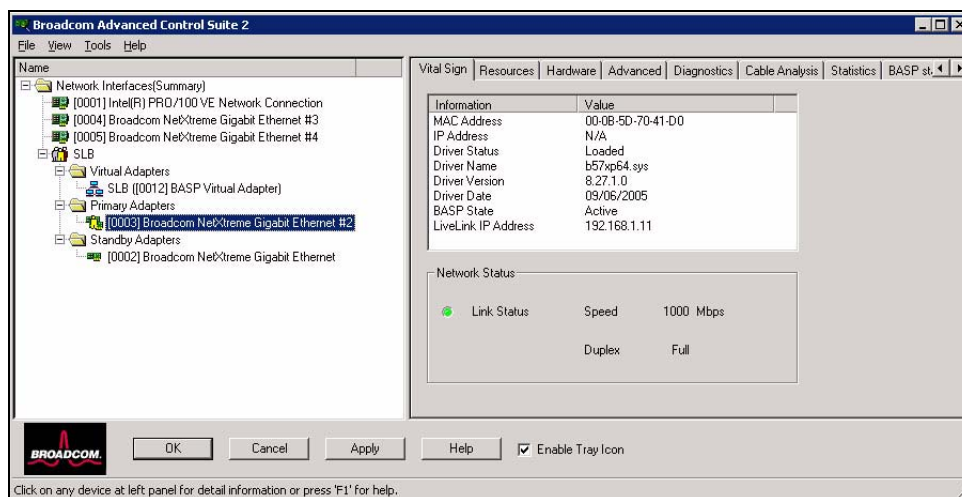 Broadcom Advanced Control Suite 2
File View Tools Help
Name
Network Interfaces(Summary)
[0001] Intel(R) PRO/100 VE Network Connection
[0004] Broadcom NetXtreme Gigabit Ethernet #3
[0005] Broadcom NetXtreme Gigabit Ethernet #4
SLB
Virtual Adapters
SLB ([0012] BASP Virtual Adapter)
Primary Adapters
[0003] Broadcom NetXtreme Gigabit Ethernet #2
Standby Adapters
[0002] Broadcom NetXtreme Gigabit Ethernet
Vital Sign Resources Hardware Advanced Diagnostics Cable Analysis Statistics BASP st
Information Value
MAC Address 00-0B-5D-70-41-D0
IP Address N/A
Driver Status Loaded
Driver Name b57xp64.sys
Driver Version 8.27.1.0
Driver Date 09/06/2005
BASP State Active
LiveLink IP Address 192.168.1.11
Network Status
Link Status Speed 1000 Mbps
Duplex Full
BROADCOM.
OK Cancel Apply Help Enable Tray Icon
Click on any device at left panel for detail information or press 'F1' for help.